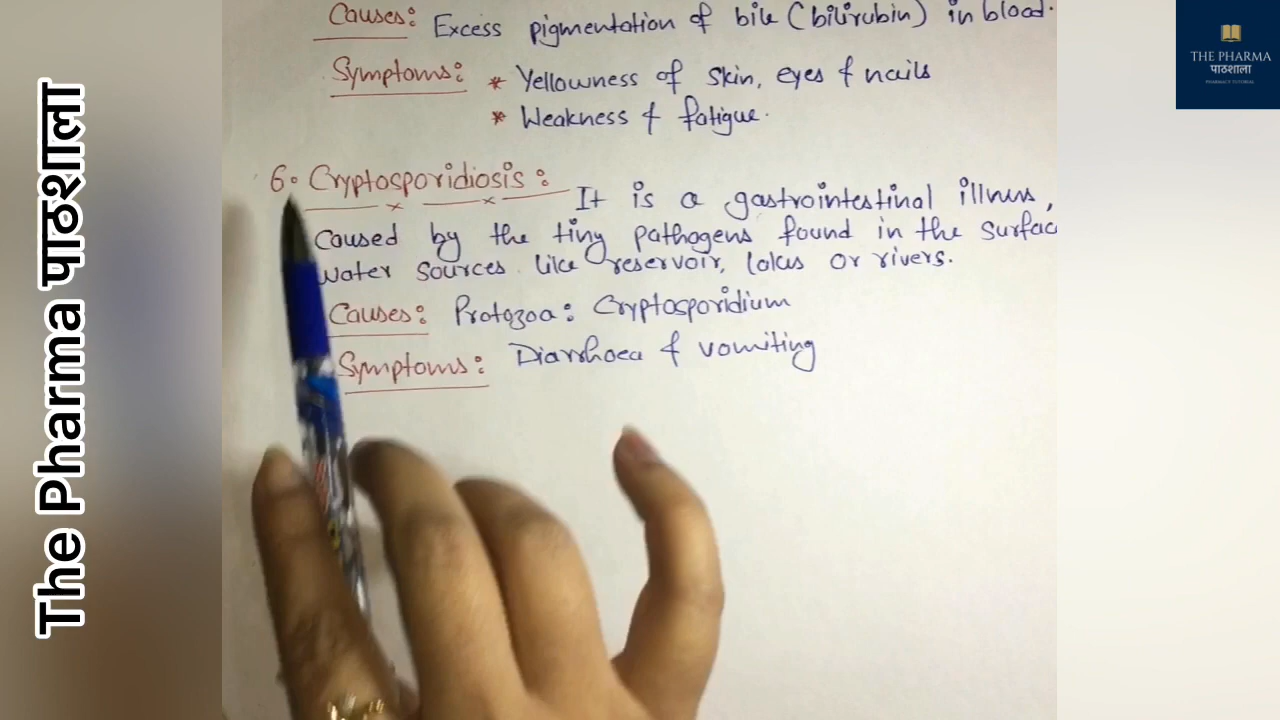 Causes: Excess pigmentation of bile (bilirubin) in blood.
Symptoms: * Yellowness of skin, eyes & nails
* Weakness & fatigue.
6. Cryptosporidiosis: It is a gastrointestinal illness,
Caused by the tiny pathogens found in the surfac
water sources like reservoir, lakes or rivers.
Causes: Protozoa: Cryptosporidium
Symptoms: Diarrhoea & vomiting
The Pharma पाठशाला
THE PHARMA
पाठशाला
PHARMACY TUTORIAL